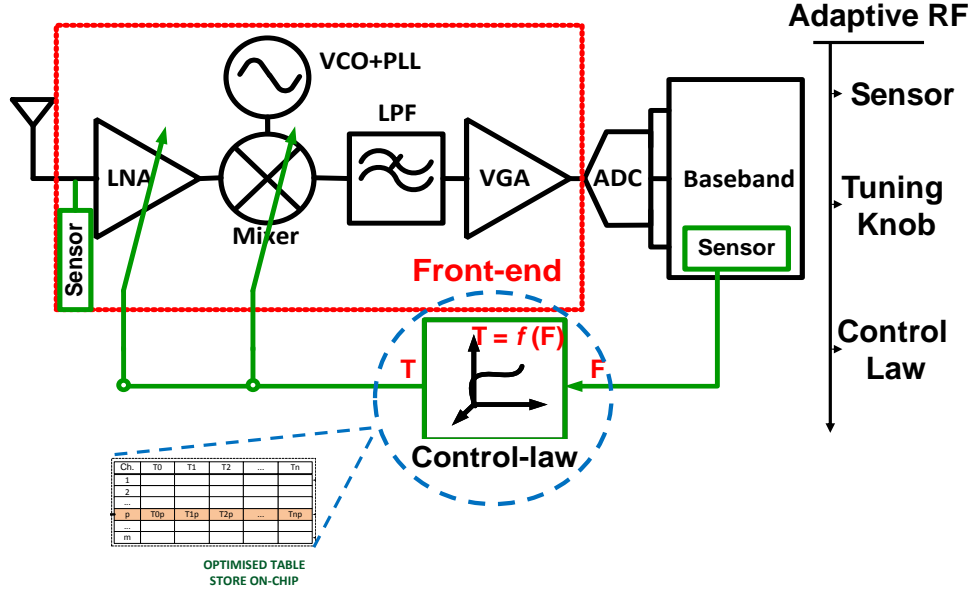 Adaptive RF
VCO+PLL
LPF
LNA
Mixer
VGA
ADC
Baseband
Sensor
Sensor
Sensor
Tuning
Knob
Control
Law
Front-end
T = f (F)
T
F
Control-law
Ch. T0 T1 T2 ... Tn
1
2
...
p T0p T1p T2p ... Tnp
...
m
OPTIMISED TABLE
STORE ON-CHIP